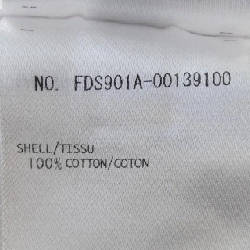 NO. FDS901A-00139100
SHELL/TISSU
100% COTTON/COTON